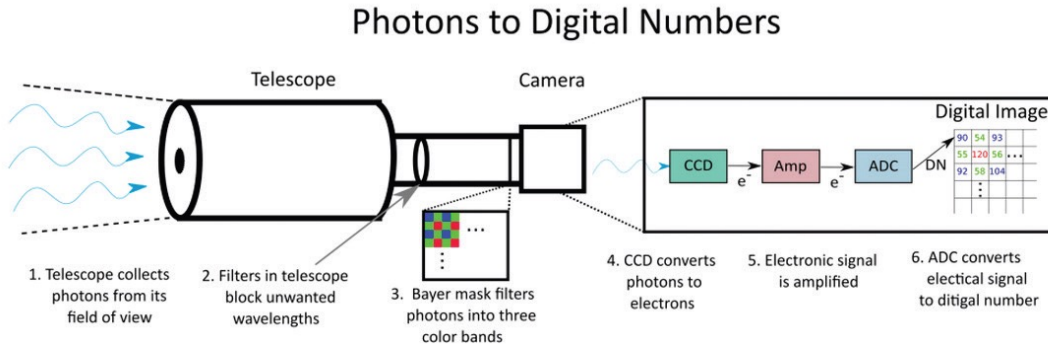 Photons to Digital Numbers
Telescope
Camera
Digital Image
CCD
e-
Amp
e-
ADC
DN
90 54 93
55 120 56 ...
92 58 104
1. Telescope collects
photons from its
field of view
2. Filters in telescope
block unwanted
wavelengths
3. Bayer mask filters
photons into three
color bands
4. CCD converts
photons to
electrons
5. Electronic signal
is amplified
6. ADC converts
electical signal
to ditigal number